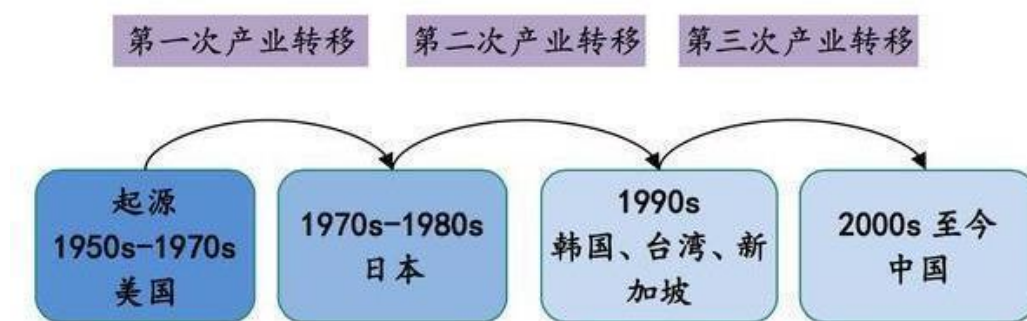 第一次产业转移
第二次产业转移
第三次产业转移
起源
1950s-1970s
美国
1970s-1980s
日本
1990s
韩国、台湾、新
加坡
2000s 至今
中国